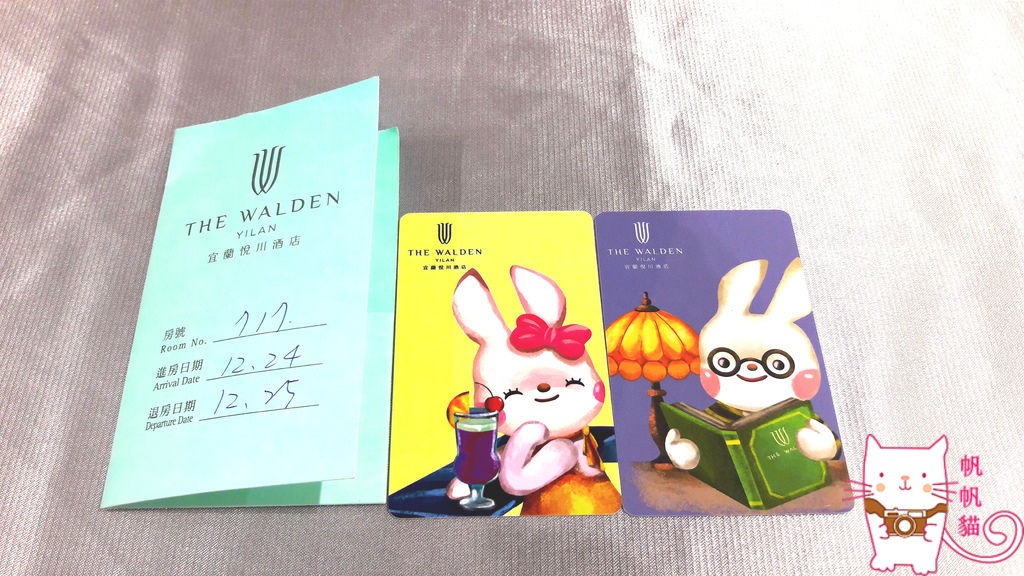 THE WALDEN
YILAN
宜蘭悅川酒店
房號
Room No. 717.
進房日期
Arrival Date 12.24
退房日期
Departure Date 12.25
THE WALDEN
YILAN
宜蘭悅川酒店
THE WALDEN
YILAN
宜蘭悅川酒店
THE WAL
帆帆貓